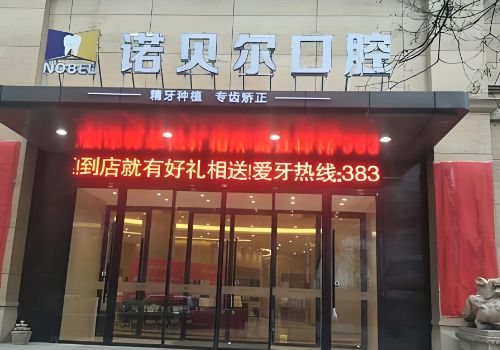 NOBEL
诺贝尔口腔
精牙种植 专齿矫正
到店就有好礼相送!爱牙热线:383